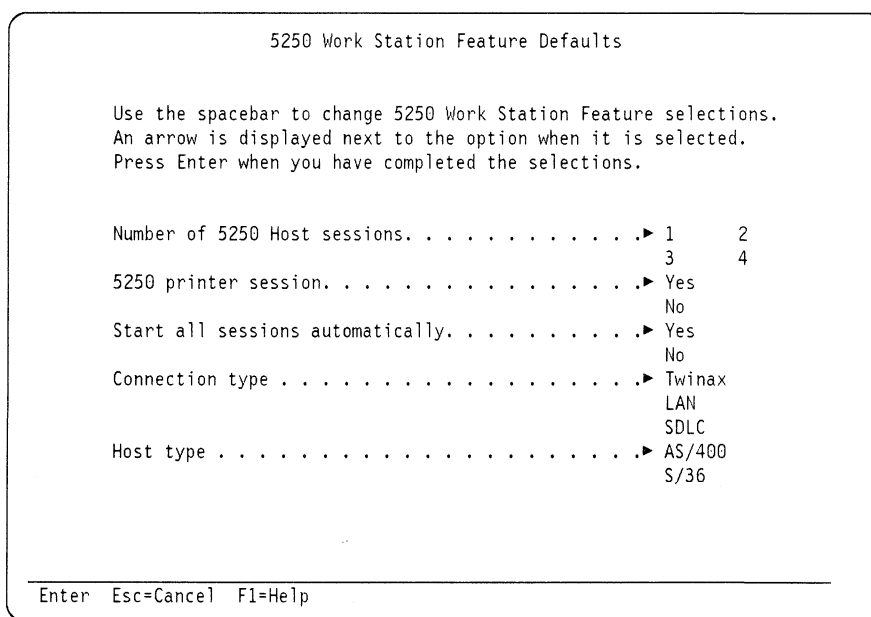 5250 Work Station Feature Defaults
Use the spacebar to change 5250 Work Station Feature selections.
An arrow is displayed next to the option when it is selected.
Press Enter when you have completed the selections.
Number of 5250 Host sessions. . . . . . . . . . . . .► 1 2
3 4
5250 printer session. . . . . . . . . . . . . . . . .► Yes
No
Start all sessions automatically. . . . . . . . . . .► Yes
No
Connection type . . . . . . . . . . . . . . . . . . .► Twinax
LAN
SDLC
Host type . . . . . . . . . . . . . . . . . . . . . .► AS/400
S/36
Enter Esc=Cancel F1=Help